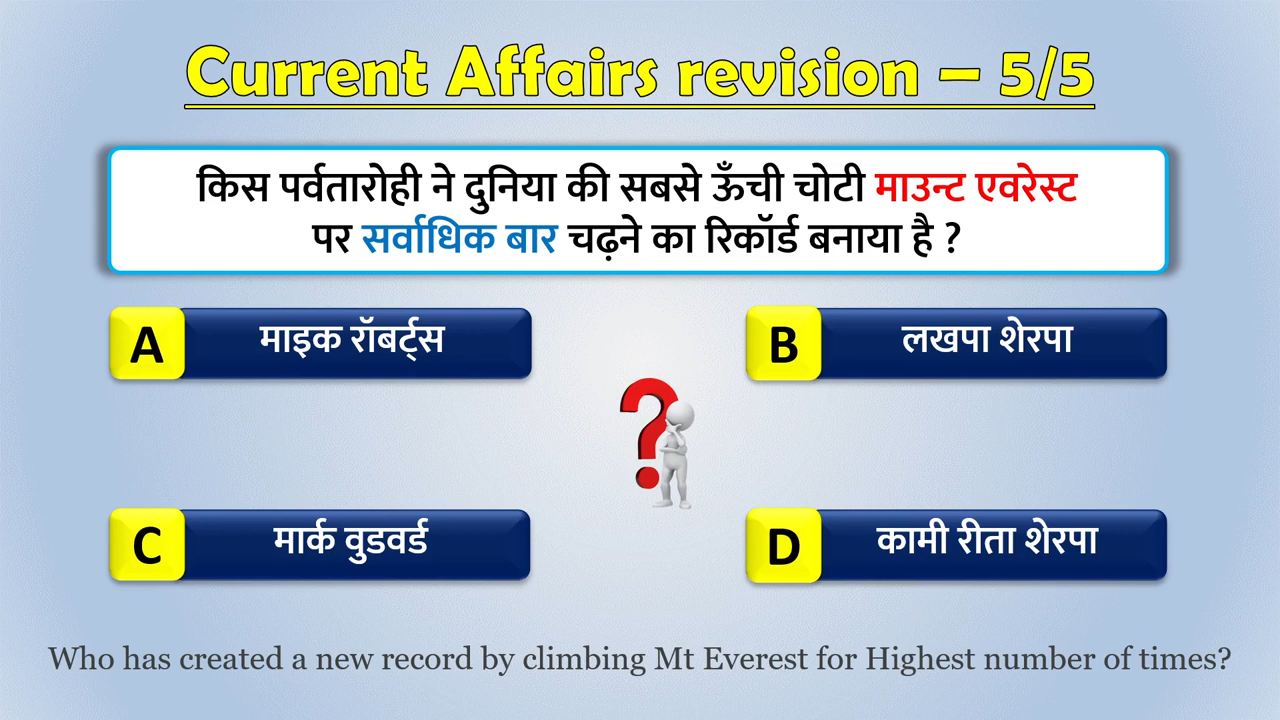 Current Affairs revision – 5/5
किस पर्वतारोही ने दुनिया की सबसे ऊँची चोटी माउन्ट एवरेस्ट
पर सर्वाधिक बार चढ़ने का रिकॉर्ड बनाया है ?
A माइक रॉबर्ट्स
B लखपा शेरपा
C मार्क वुडवर्ड
D कामी रीता शेरपा
Who has created a new record by climbing Mt Everest for Highest number of times?